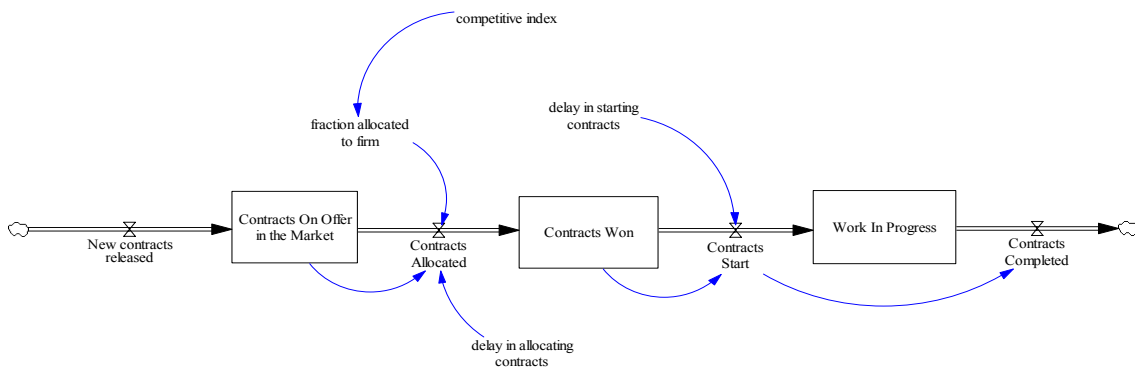 competitive index
fraction allocated
to firm
delay in starting
contracts
Contracts On Offer
in the Market
Contracts Won
Work In Progress
New contracts
released
Contracts
Allocated
Contracts
Start
Contracts
Completed
delay in allocating
contracts